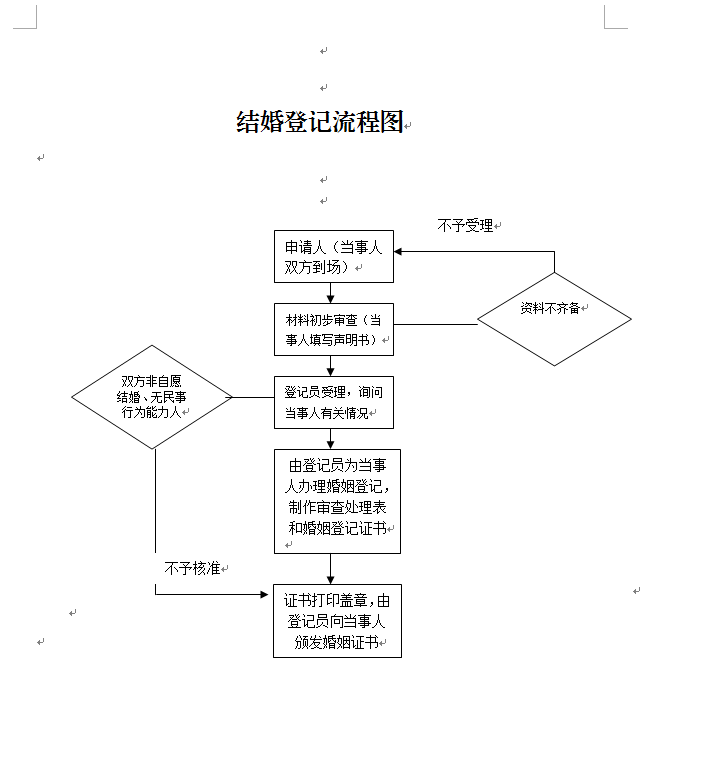 结婚登记流程图
不予受理
申请人（当事人
双方到场）
资料不齐备
材料初步审查（当
事人填写声明书）
双方非自愿
结婚、无民事
行为能力人
登记员受理，询问
当事人有关情况
由登记员为当事
人办理婚姻登记，
制作审查处理表
和婚姻登记证书
不予核准
证书打印盖章，由
登记员向当事人
颁发婚姻证书